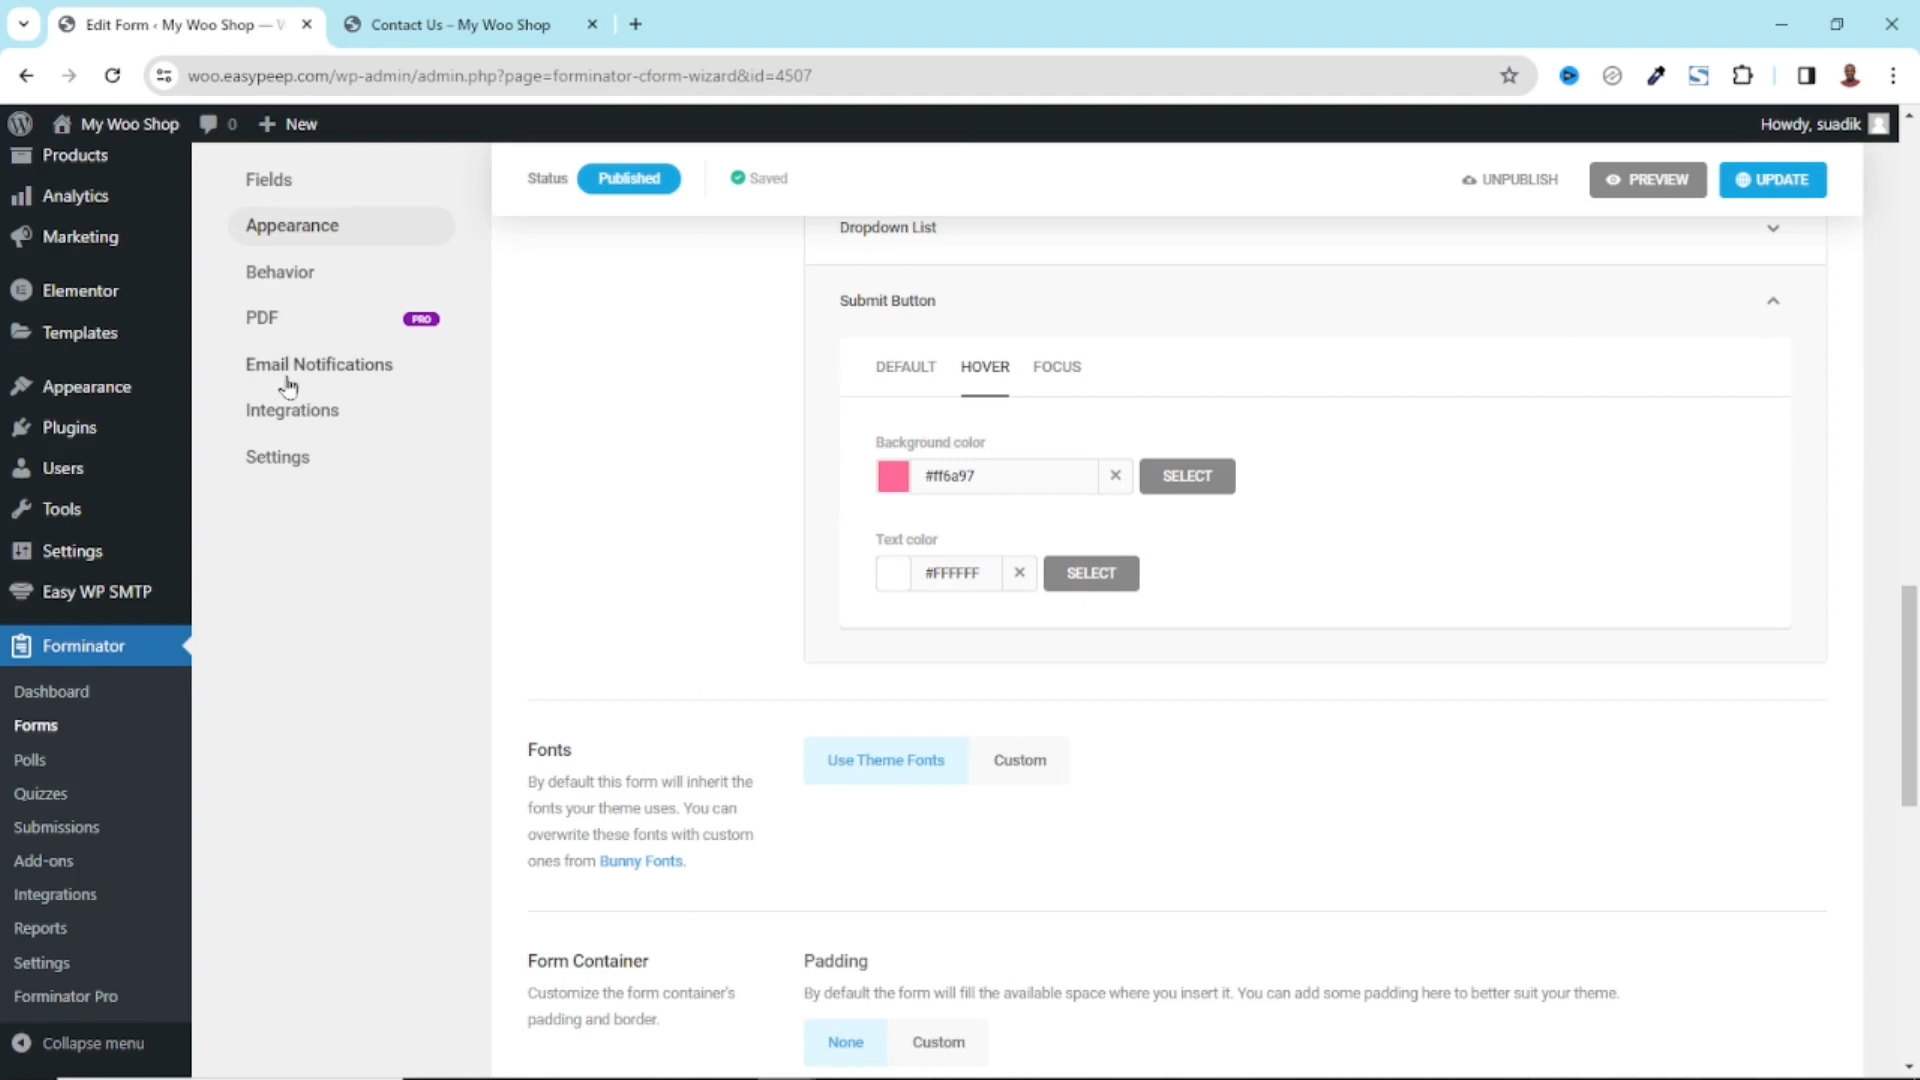 Edit Form ‹ My Woo Shop —
Contact Us – My Woo Shop
woo.easypeep.com/wp-admin/admin.php?page=forminator-cform-wizard&id=4507
My Woo Shop
0
New
Howdy, suadik
Products
Analytics
Marketing
Elementor
Templates
Appearance
Plugins
Users
Tools
Settings
Easy WP SMTP
Forminator
Dashboard
Forms
Polls
Quizzes
Submissions
Add-ons
Integrations
Reports
Settings
Forminator Pro
Collapse menu
Fields
Appearance
Behavior
PDF PRO
Email Notifications
Integrations
Settings
Status Published Saved UNPUBLISH PREVIEW UPDATE
Dropdown List
Submit Button
DEFAULT HOVER FOCUS
Background color
#ff6a97 SELECT
Text color
#FFFFFF SELECT
Fonts
By default this form will inherit the
fonts your theme uses. You can
overwrite these fonts with custom
ones from Bunny Fonts.
Use Theme Fonts Custom
Form Container
Customize the form container's
padding and border.
Padding
By default the form will fill the available space where you insert it. You can add some padding here to better suit your theme.
None Custom